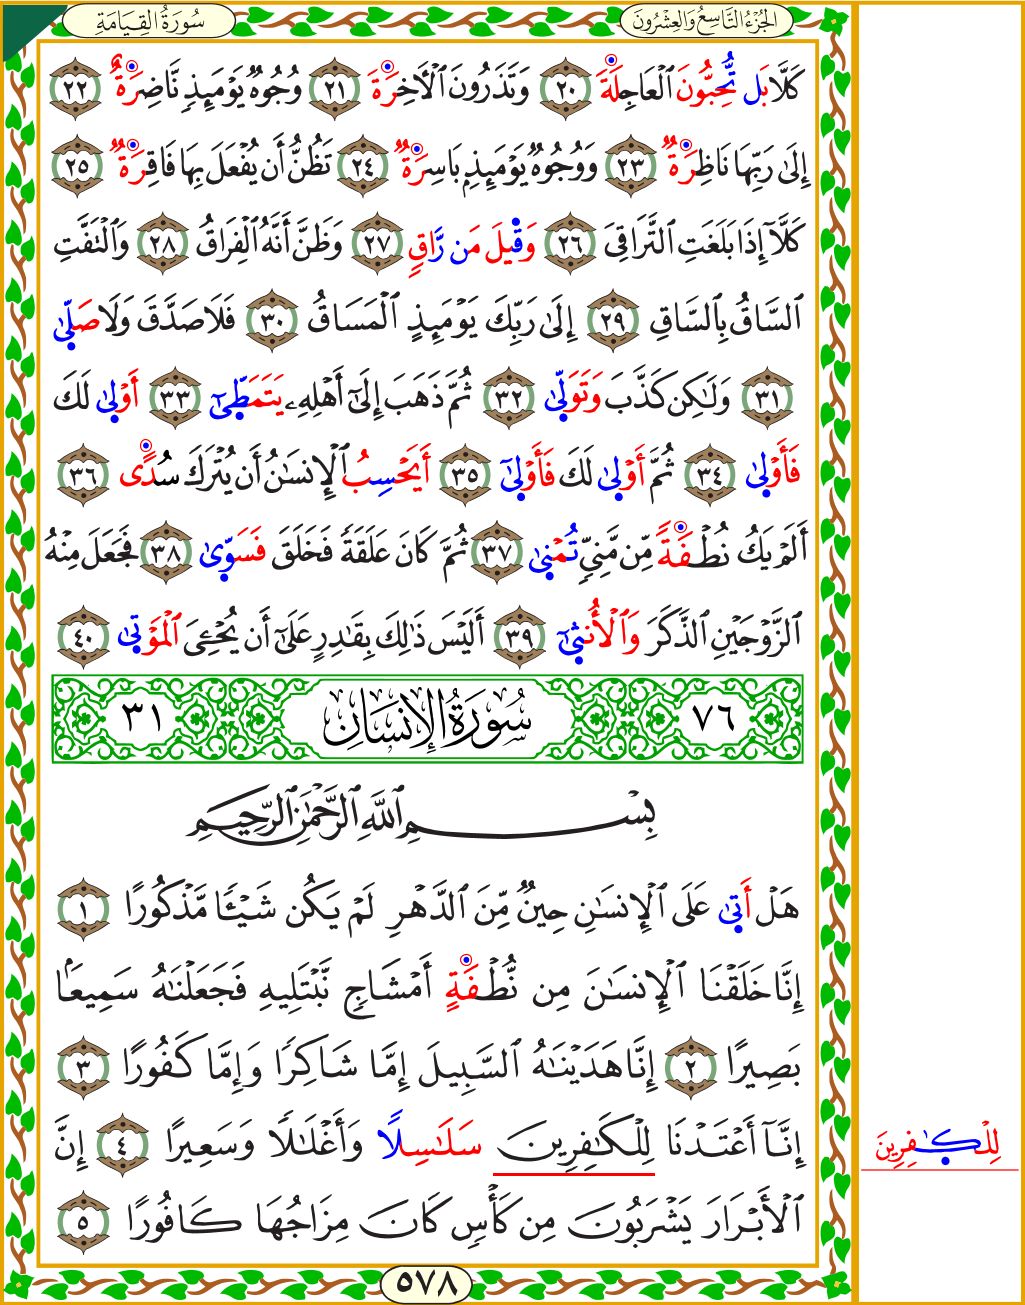 الجُزْءُ التَّاسِعُ وَالعِشْرُونَ
سُورَةُ القِيَامَةِ
كَلَّا بَل تُّحِبُّونَ ٱلْعَاجِلَةَ ٢٠ وَتَذَرُونَ ٱلْأَخِرَةَ ٢١ وُجُوهٌ يَوْمَئِذٍ نَّاضِرَةٌ ٢٢
إِلَىٰ رَبِّهَا نَاظِرَةٌ ٢٣ وَوُجُوهٌ يَوْمَئِذٍ بَاسِرَةٌ ٢٤ تَظُنُّ أَن يُفْعَلَ بِهَا فَاقِرَةٌ ٢٥
كَلَّآ إِذَا بَلَغَتِ ٱلتَّرَاقِىَ ٢٦ وَقِيلَ مَن رَّاقٍ ٢٧ وَظَنَّ أَنَّهُ ٱلْفِرَاقُ ٢٨ وَٱلْتَفَّتِ
ٱلسَّاقُ بِٱلسَّاقِ ٢٩ إِلَىٰ رَبِّكَ يَوْمَئِذٍ ٱلْمَسَاقُ ٣٠ فَلَا صَدَّقَ وَلَا صَلَّىٰ
٣١ وَلَـٰكِن كَذَّبَ وَتَوَلَّىٰ ٣٢ ثُمَّ ذَهَبَ إِلَىٰٓ أَهْلِهِۦ يَتَمَطَّىٰٓ ٣٣ أَوْلَىٰ لَكَ
فَأَوْلَىٰ ٣٤ ثُمَّ أَوْلَىٰ لَكَ فَأَوْلَىٰٓ ٣٥ أَيَحْسِبُ ٱلْإِنسَـٰنُ أَن يُتْرَكَ سُدًى ٣٦
أَلَمْ يَكُ نُطْفَةً مِّن مَّنِىٍّ تُمْنَىٰ ٣٧ ثُمَّ كَانَ عَلَقَةً فَخَلَقَ فَسَوَّىٰ ٣٨ فَجَعَلَ مِنْهُ
ٱلزَّوْجَيْنِ ٱلذَّكَرَ وَٱلْأُنثَىٰٓ ٣٩ أَلَيْسَ ذَٰلِكَ بِقَـٰدِرٍ عَلَىٰٓ أَن يُحْـِۧىَ ٱلْمَوْتَىٰ ٤٠
٧٦ سُورَةُ الإِنسَانِ ٣١
بِسْمِ ٱللَّهِ ٱلرَّحْمَـٰنِ ٱلرَّحِيمِ
هَلْ أَتَىٰ عَلَى ٱلْإِنسَـٰنِ حِينٌ مِّنَ ٱلدَّهْرِ لَمْ يَكُن شَيْـًٔا مَّذْكُورًا ١
إِنَّا خَلَقْنَا ٱلْإِنسَـٰنَ مِن نُّطْفَةٍ أَمْشَاجٍ نَّبْتَلِيهِ فَجَعَلْنَـٰهُ سَمِيعًۢا
بَصِيرًا ٢ إِنَّا هَدَيْنَـٰهُ ٱلسَّبِيلَ إِمَّا شَاكِرًا وَإِمَّا كَفُورًا ٣
إِنَّآ أَعْتَدْنَا لِلْكَـٰفِرِينَ سَلَـٰسِلًا وَأَغْلَـٰلًا وَسَعِيرًا ٤ إِنَّ
لِلْكَـٰفِرِينَ
ٱلْأَبْرَارَ يَشْرَبُونَ مِن كَأْسٍ كَانَ مِزَاجُهَا كَافُورًا ٥
٥٧٨